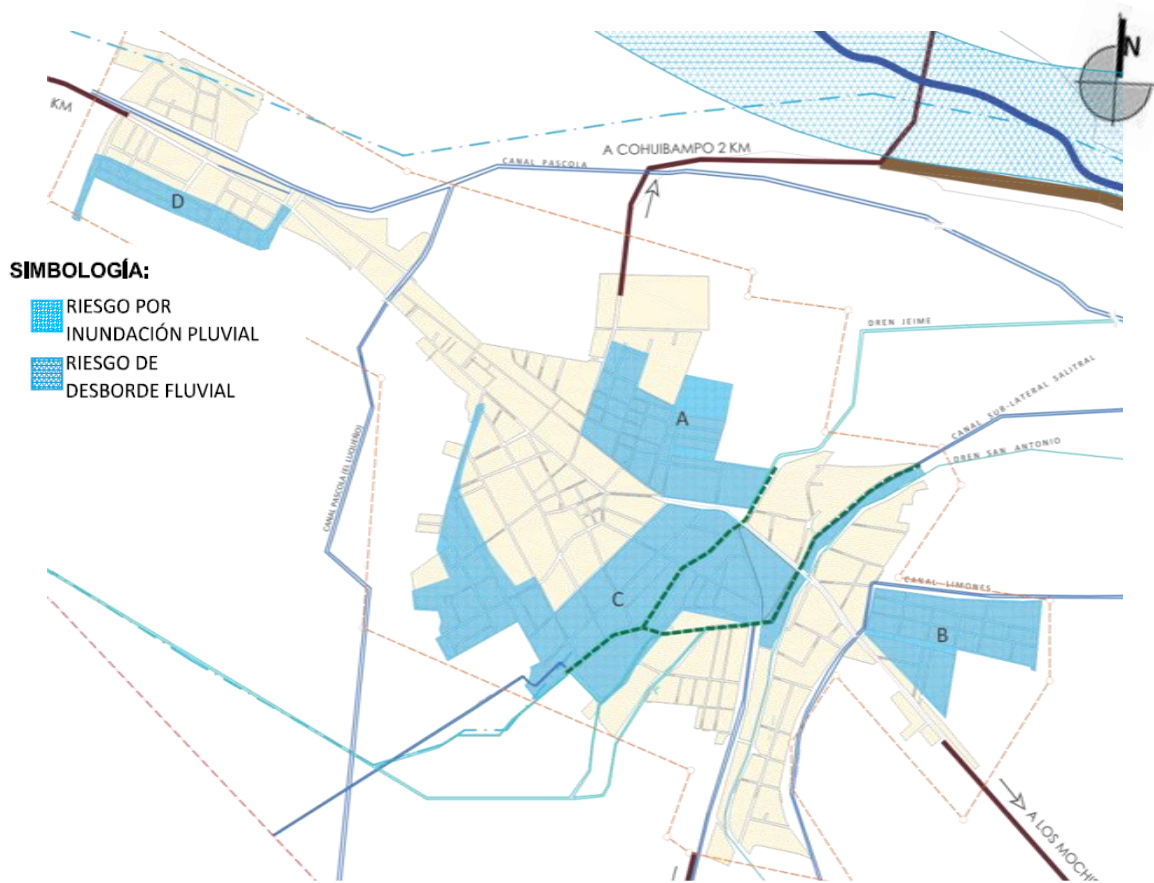 N
KM
A COHUIBAMPO 2 KM
CANAL PASCOLA
D
SIMBOLOGÍA:
RIESGO POR
INUNDACIÓN PLUVIAL
RIESGO DE
DESBORDE FLUVIAL
DREN JEIME
CANAL SUB-LATERAL SALITRAL
A
DREN SAN ANTONIO
CANAL PASCOLA (EL LUQUEÑO)
CANAL LIMONES
C
B
A LOS MOCHIS